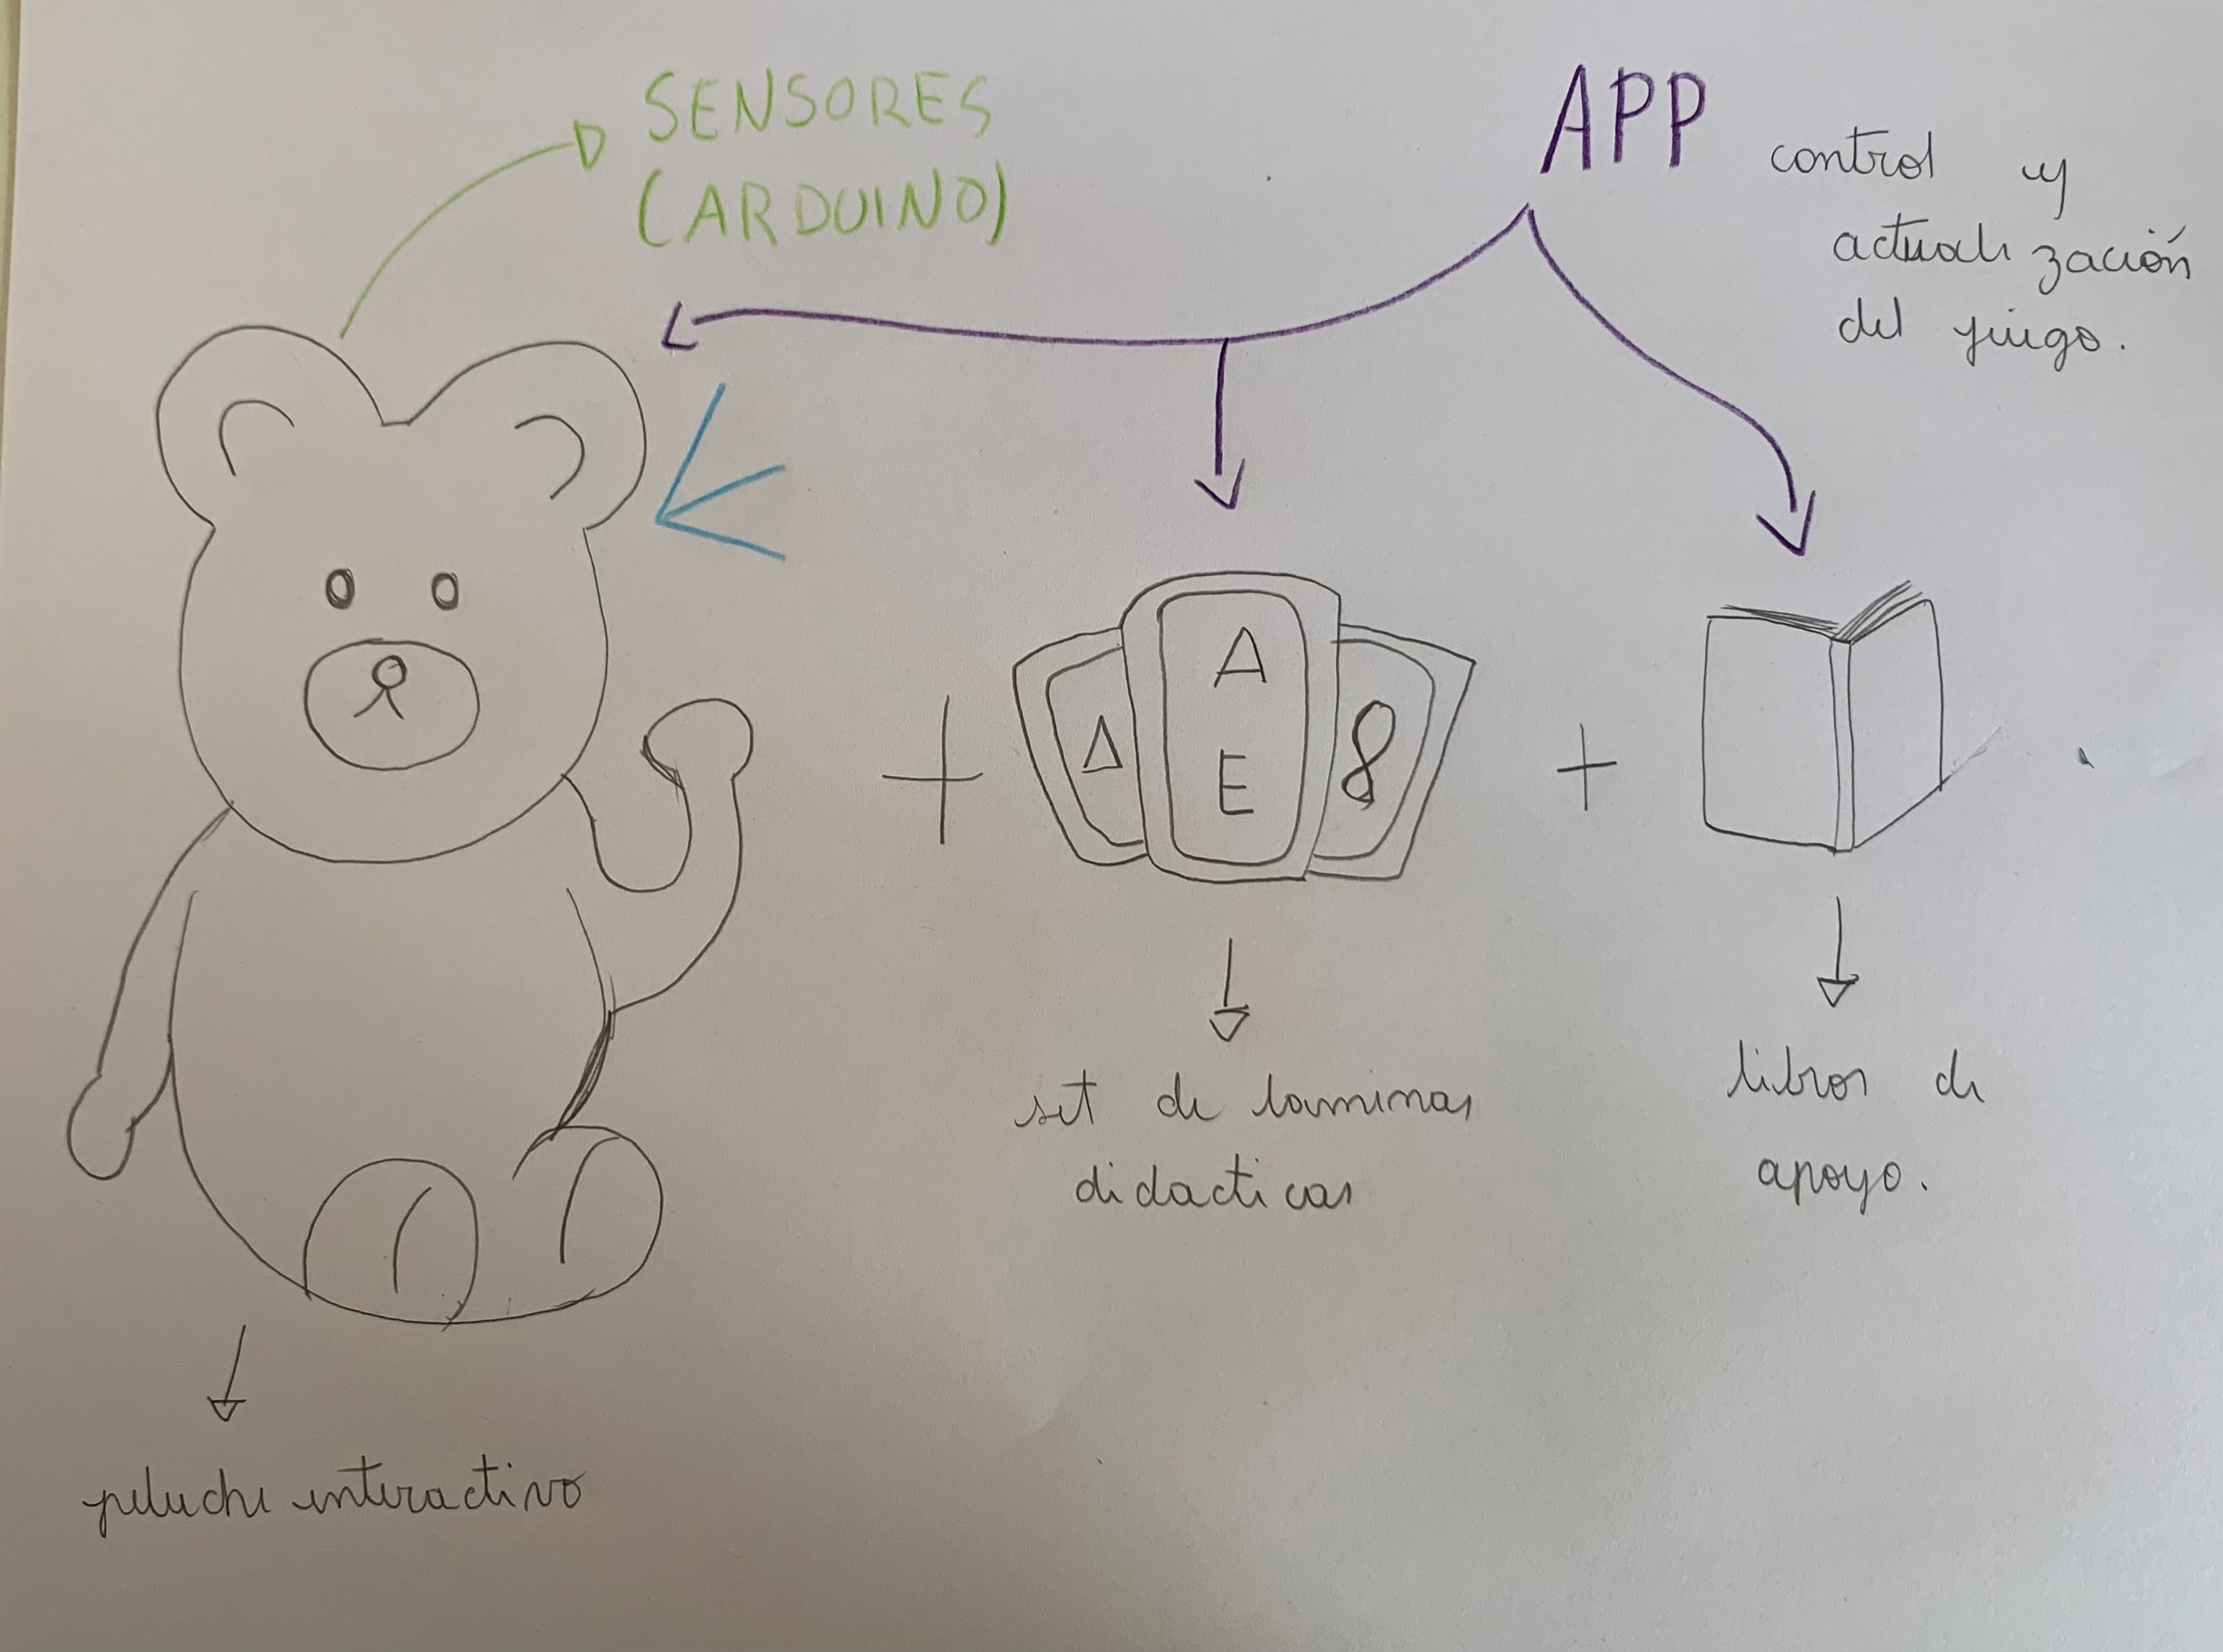 SENSORES
(ARDUINO)
APP
control y
actualización
del juego.
A
E
8
set de laminas
didacticas
libros de
apoyo.
peluche interactivo